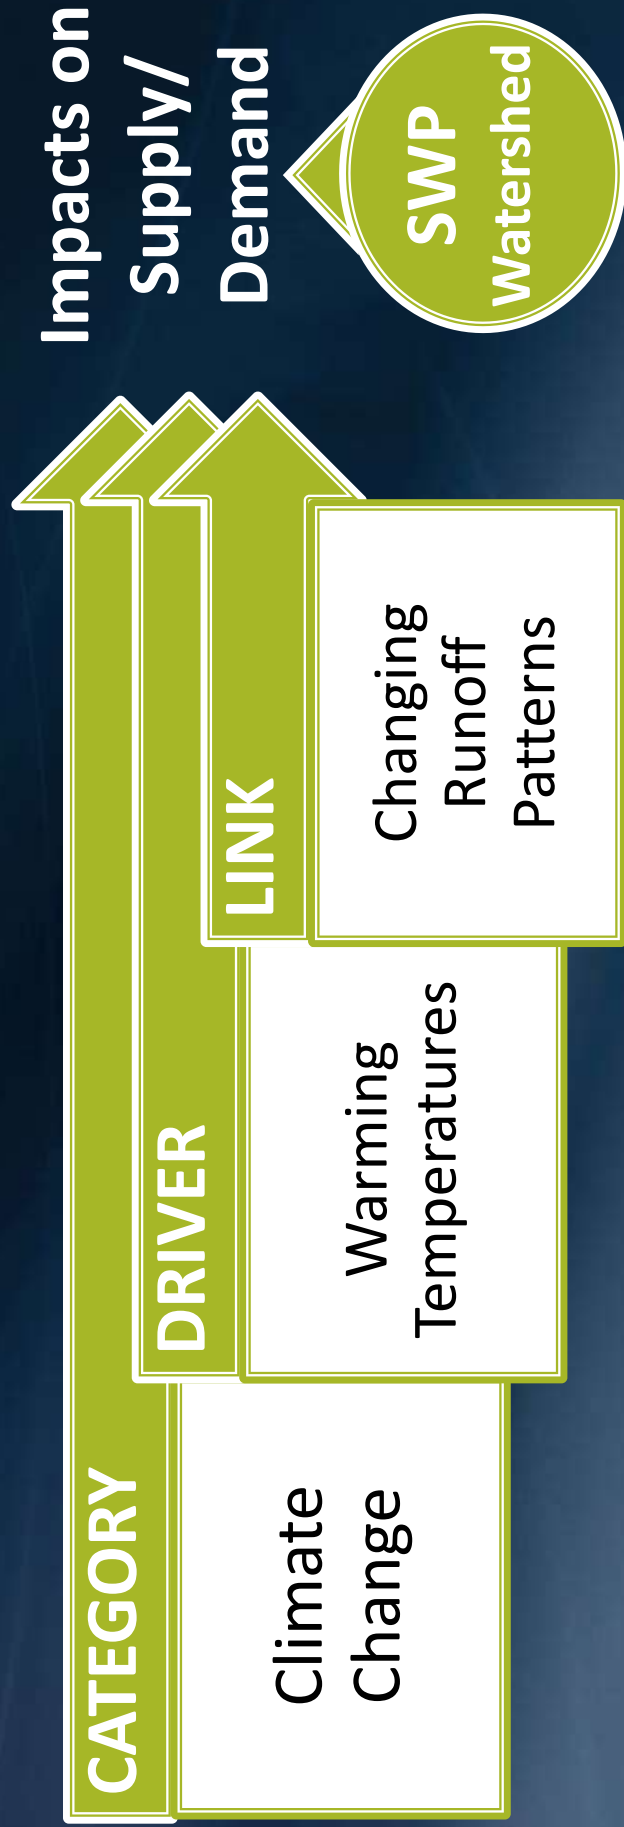 CATEGORY
Climate
Change
DRIVER
Warming
Temperatures
LINK
Changing
Runoff
Patterns
Impacts on
Supply/
Demand
SWP
Watershed